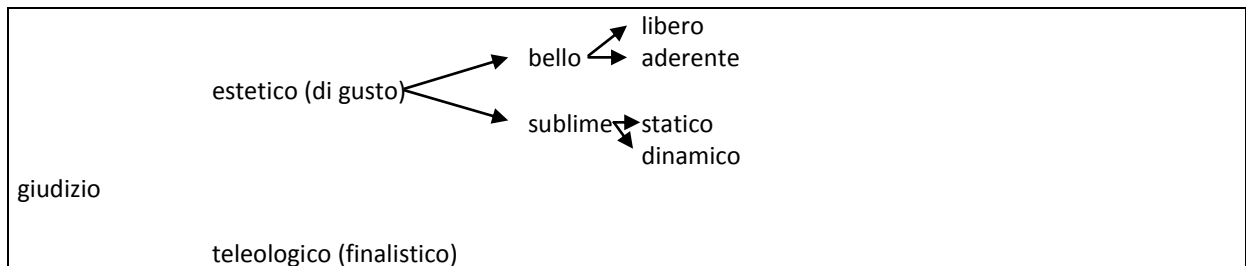 libero
bello aderente
estetico (di gusto)
sublime statico
dinamico
giudizio
teleologico (finalistico)